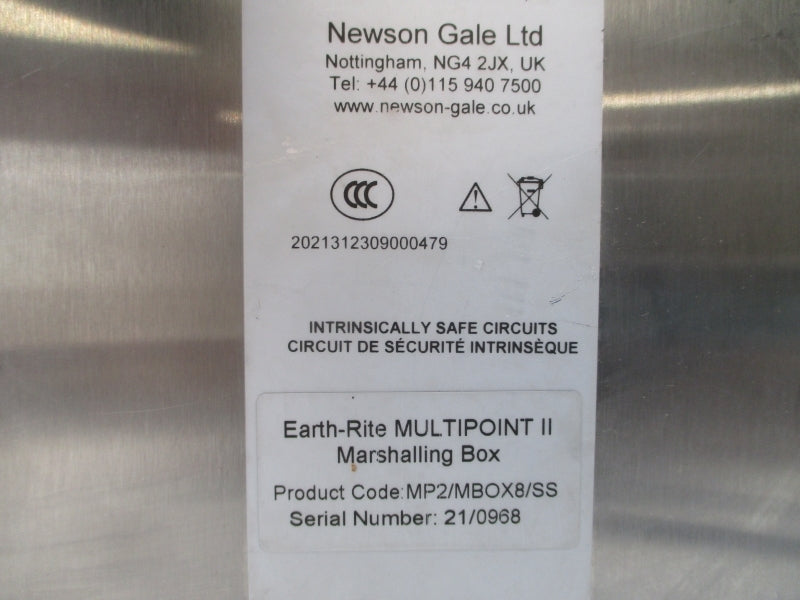 Newson Gale Ltd
Nottingham, NG4 2JX, UK
Tel: +44 (0)115 940 7500
www.newson-gale.co.uk
CCC
2021312309000479
INTRINSICALLY SAFE CIRCUITS
CIRCUIT DE SÉCURITÉ INTRINSÈQUE
Earth-Rite MULTIPOINT II
Marshalling Box
Product Code:MP2/MBOX8/SS
Serial Number: 21/0968